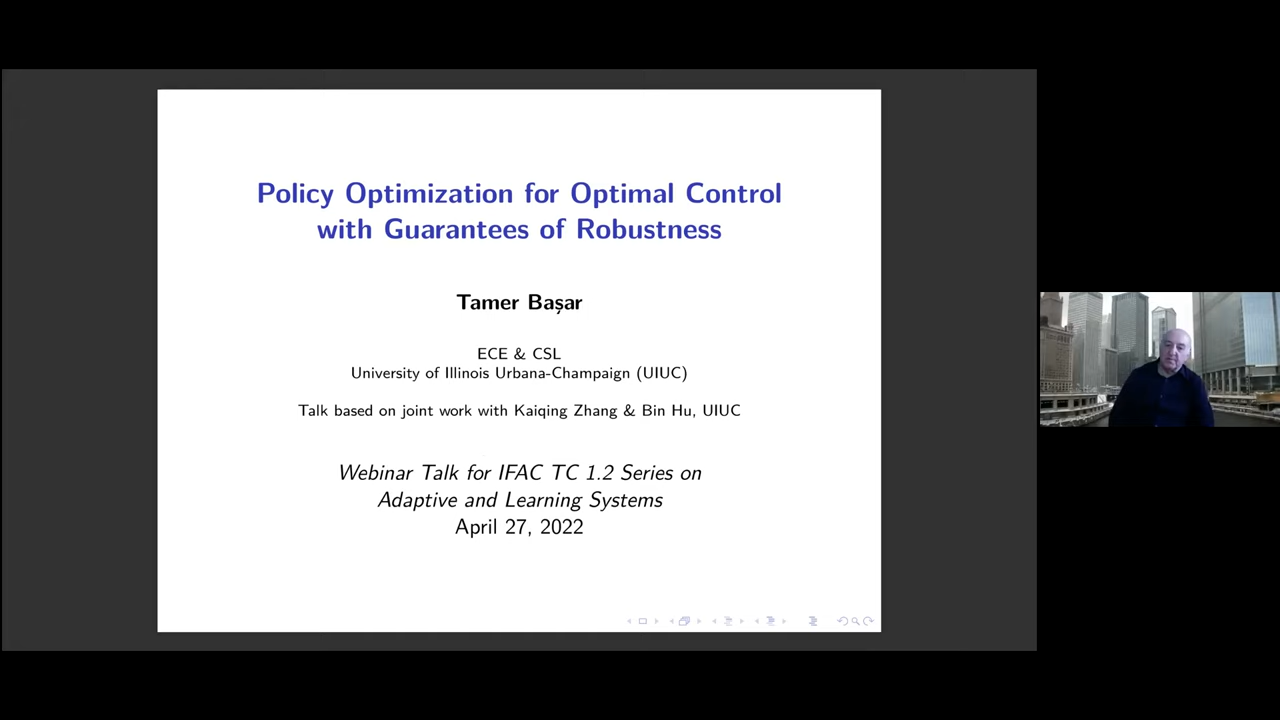 Policy Optimization for Optimal Control
with Guarantees of Robustness
Tamer Başar
ECE & CSL
University of Illinois Urbana-Champaign (UIUC)
Talk based on joint work with Kaiqing Zhang & Bin Hu, UIUC
Webinar Talk for IFAC TC 1.2 Series on
Adaptive and Learning Systems
April 27, 2022